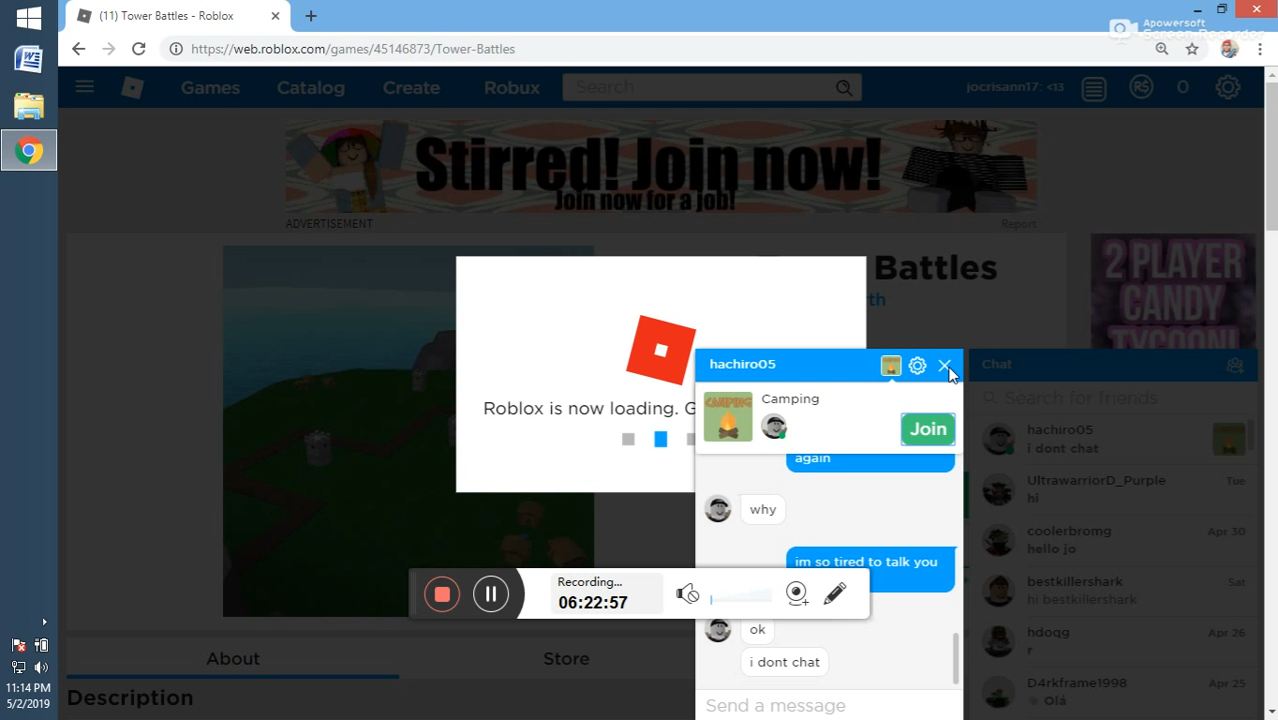 (11) Tower Battles - Roblox
Apowersoft
Screen Recorder
https://web.roblox.com/games/45146873/Tower-Battles
Games
Catalog
Create
Robux
Search
jocrisann17: <13
R$
0
Stirred! Join now!
Join now for a job!
ADVERTISEMENT
Report
Battles
th
2 PLAYER
CANDY
TYCOON!
Roblox is now loading. G
hachiro05
Camping
Join
again
why
im so tired to talk you
ok
i dont chat
Send a message
Chat
Search for friends
hachiro05
i dont chat
UltrawarriorD_Purple
Tue
hi
coolerbromg
Apr 30
hello jo
bestkillershark
Sat
hi bestkillershark
hdoqg
Apr 26
r
D4rkframe1998
Apr 25
Olá
Recording...
06:22:57
About
Store
Description
11:14 PM
5/2/2019